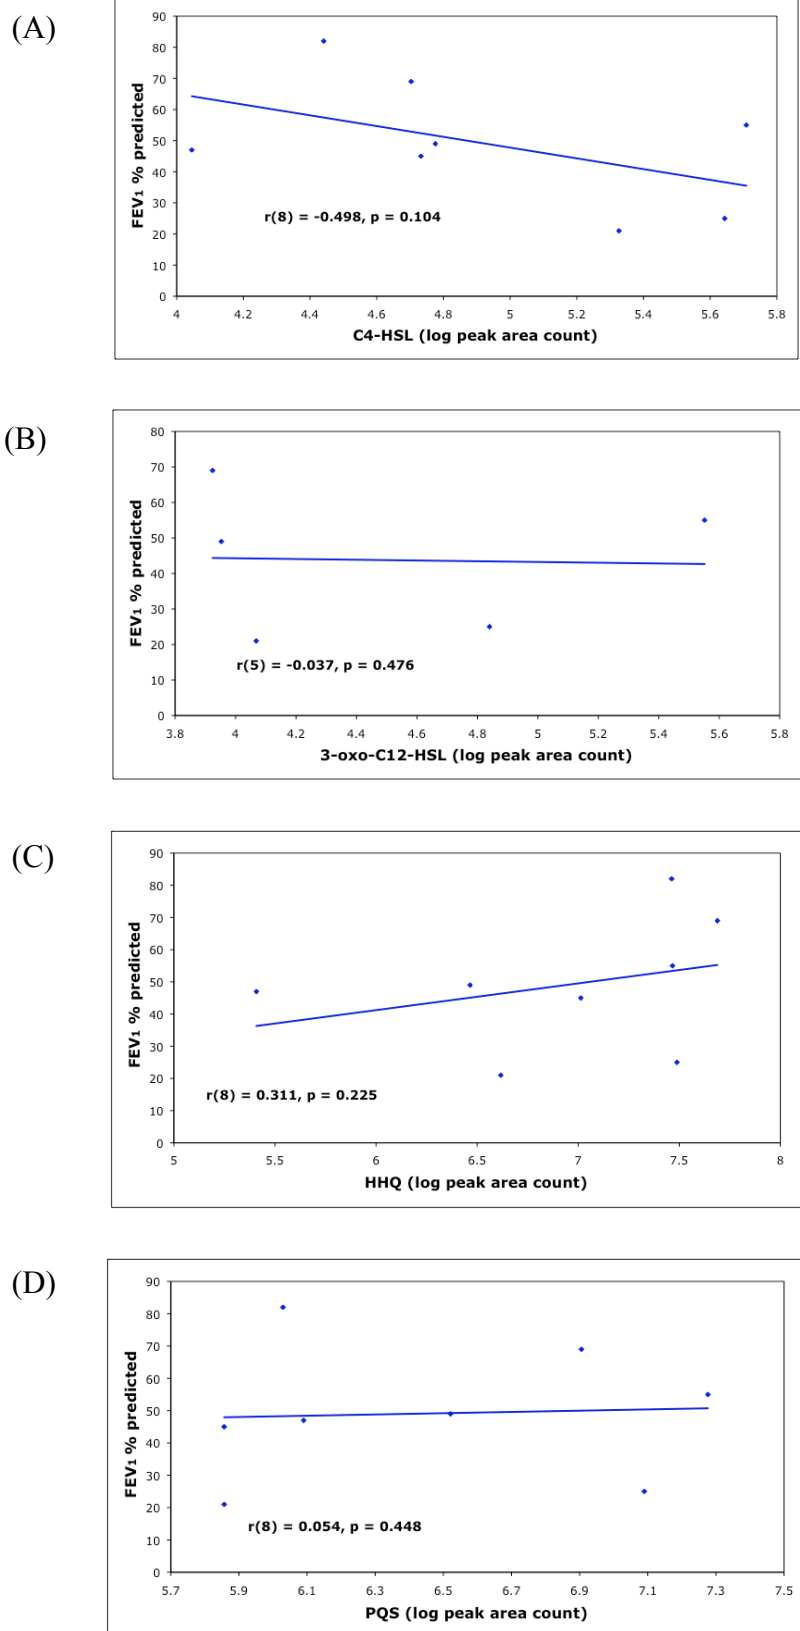 (A)
90
80
70
60
50
40
30
20
10
0
FEV1 % predicted
r(8) = -0.498, p = 0.104
4 4.2 4.4 4.6 4.8 5 5.2 5.4 5.6 5.8
C4-HSL (log peak area count)
(B)
80
70
60
50
40
30
20
10
0
FEV1 % predicted
r(5) = -0.037, p = 0.476
3.8 4 4.2 4.4 4.6 4.8 5 5.2 5.4 5.6 5.8
3-oxo-C12-HSL (log peak area count)
(C)
90
80
70
60
50
40
30
20
10
0
FEV1 % predicted
r(8) = 0.311, p = 0.225
5 5.5 6 6.5 7 7.5 8
HHQ (log peak area count)
(D)
90
80
70
60
50
40
30
20
10
0
FEV1 % predicted
r(8) = 0.054, p = 0.448
5.7 5.9 6.1 6.3 6.5 6.7 6.9 7.1 7.3 7.5
PQS (log peak area count)